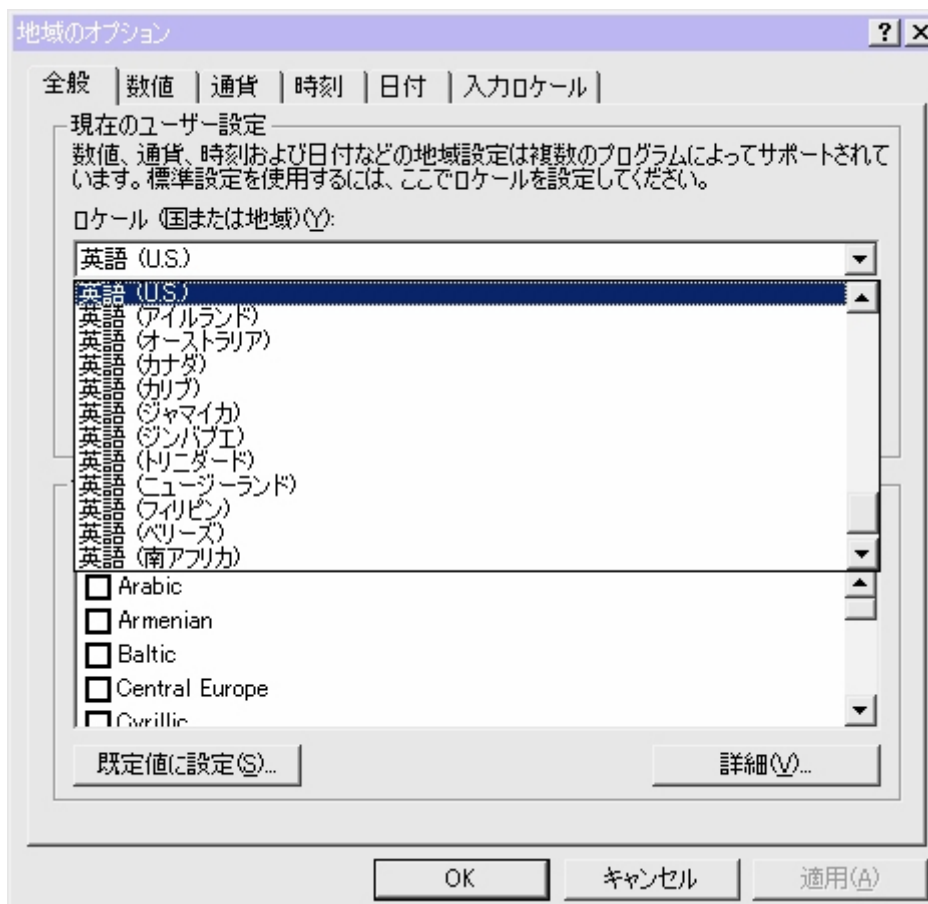 地域のオプション
全般 数値 通貨 時刻 日付 入力ロケール
現在のユーザー設定
数値、通貨、時刻および日付などの地域設定は複数のプログラムによってサポートされて
います。標準設定を使用するには、ここでロケールを設定してください。
ロケール (国または地域)(Y):
英語 (U.S.)
英語 (U.S.)
英語 (アイルランド)
英語 (オーストラリア)
英語 (カナダ)
英語 (カリブ)
英語 (ジャマイカ)
英語 (ジンバブエ)
英語 (トリニダード)
英語 (ニュージーランド)
英語 (フィリピン)
英語 (ベリーズ)
英語 (南アフリカ)
Arabic
Armenian
Baltic
Central Europe
Cyrillic
既定値に設定(S)... 詳細(V)...
OK キャンセル 適用(A)